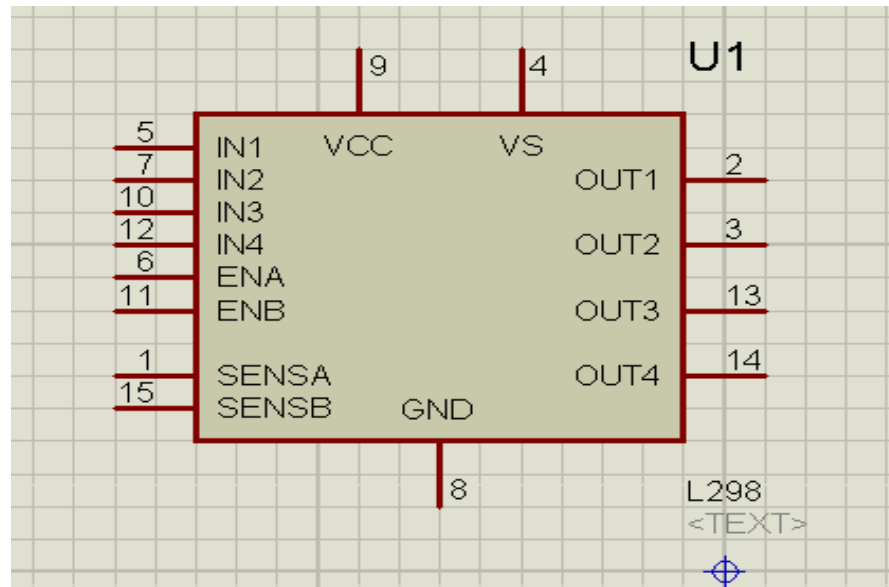 U1
9 4
5 IN1 VCC VS
7 IN2 OUT1 2
10 IN3
12 IN4 OUT2 3
6 ENA
11 ENB OUT3 13
1 SENSA OUT4 14
15 SENSB GND
8
L298
<TEXT>